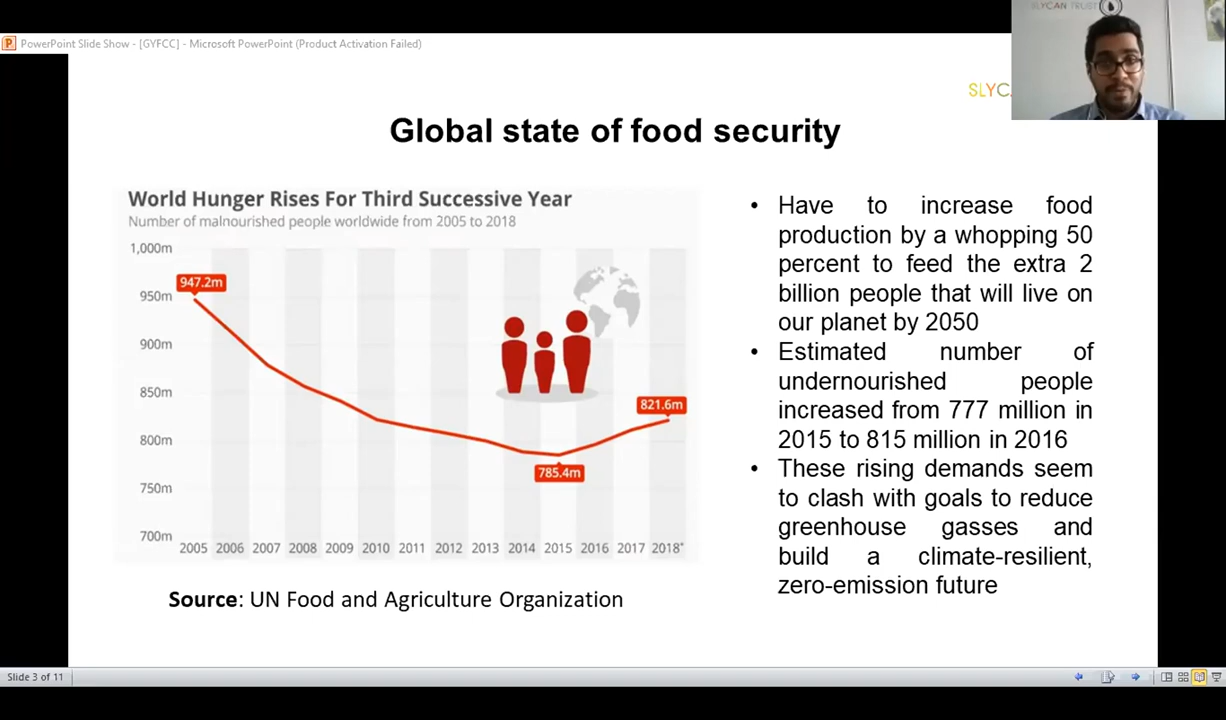 SLYCAN TRUST
PowerPoint Slide Show - [GYFCC] - Microsoft PowerPoint (Product Activation Failed)
SLYCA
Global state of food security
World Hunger Rises For Third Successive Year
Number of malnourished people worldwide from 2005 to 2018
1,000m
947.2m
950m
900m
850m
821.6m
800m
785.4m
750m
700m
2005 2006 2007 2008 2009 2010 2011 2012 2013 2014 2015 2016 2017 2018*
Source: UN Food and Agriculture Organization
• Have to increase food
production by a whopping 50
percent to feed the extra 2
billion people that will live on
our planet by 2050
• Estimated number of
undernourished people
increased from 777 million in
2015 to 815 million in 2016
• These rising demands seem
to clash with goals to reduce
greenhouse gasses and
build a climate-resilient,
zero-emission future
Slide 3 of 11